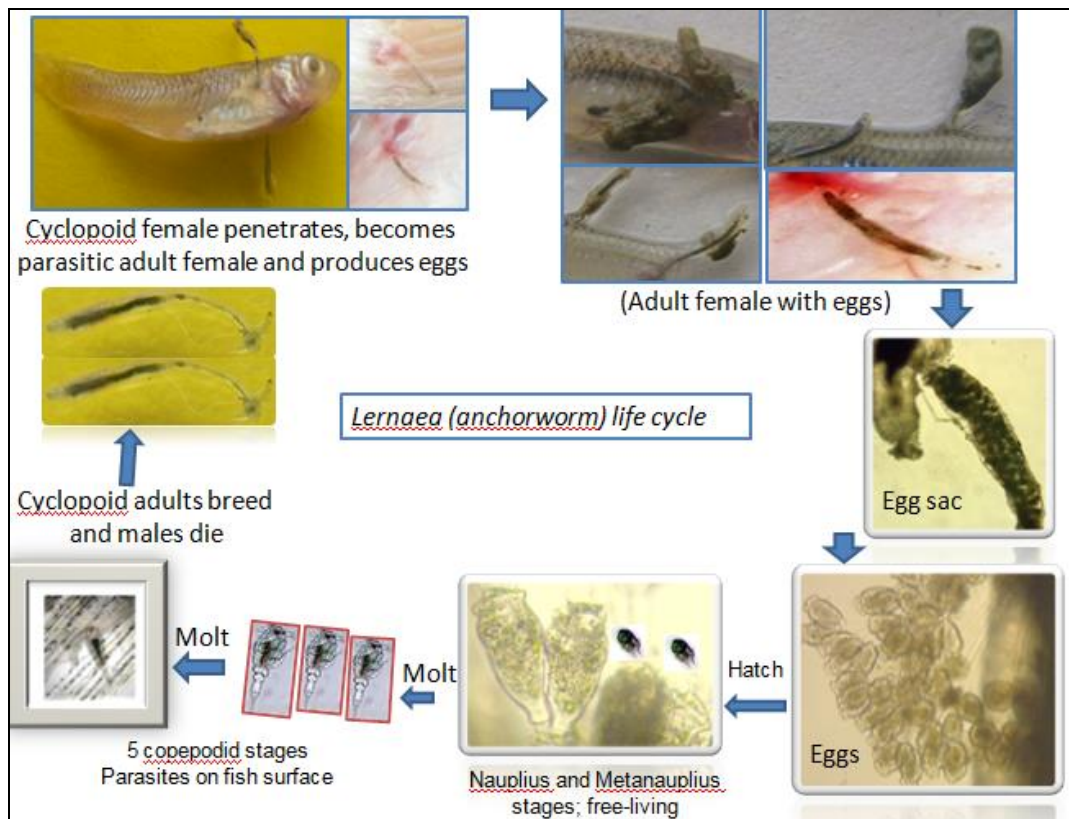 Cyclopoid female penetrates, becomes
parasitic adult female and produces eggs
(Adult female with eggs)
Lernaea (anchorworm) life cycle
Egg sac
Cyclopoid adults breed
and males die
Molt
Molt
Hatch
Eggs
5 copepodid stages
Parasites on fish surface
Nauplius and Metanauplius
stages; free-living